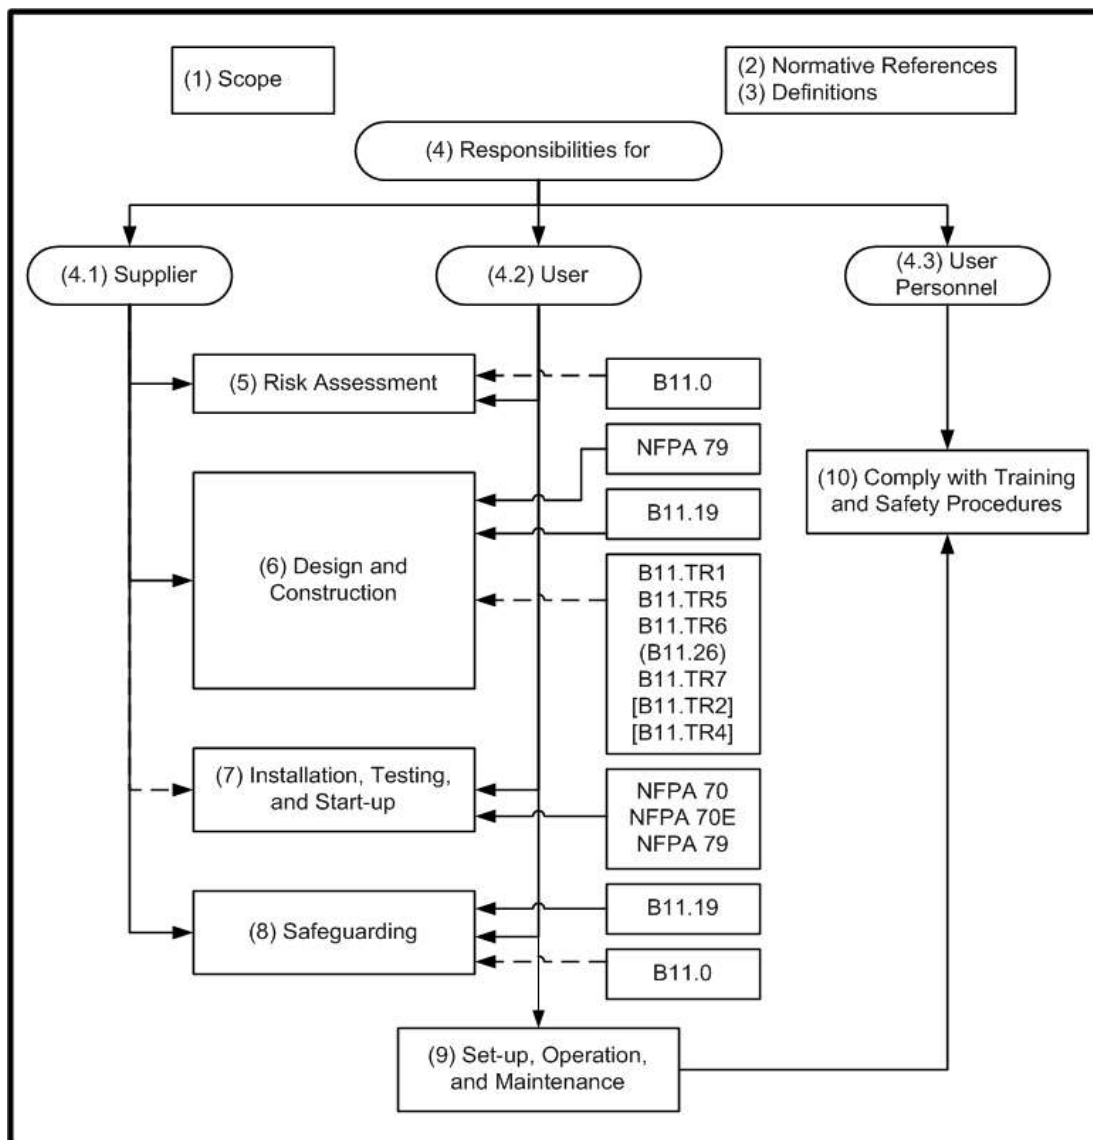 (1) Scope
(2) Normative References
(3) Definitions
(4) Responsibilities for
(4.1) Supplier
(4.2) User
(4.3) User
Personnel
(5) Risk Assessment
B11.0
NFPA 79
(10) Comply with Training
and Safety Procedures
B11.19
(6) Design and
Construction
B11.TR1
B11.TR5
B11.TR6
(B11.26)
B11.TR7
[B11.TR2]
[B11.TR4]
(7) Installation, Testing,
and Start-up
NFPA 70
NFPA 70E
NFPA 79
(8) Safeguarding
B11.19
B11.0
(9) Set-up, Operation,
and Maintenance